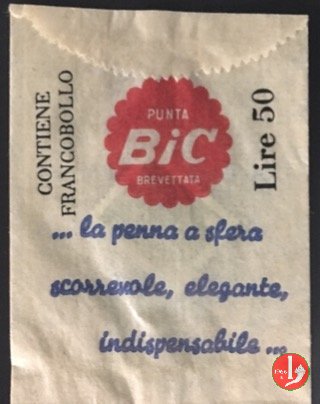 CONTIENE
FRANCOBOLLO
PUNTA
BiC
BREVETTATA
Lire 50
... la penna a sfera
scorrevole, elegante,
indispensabile ...